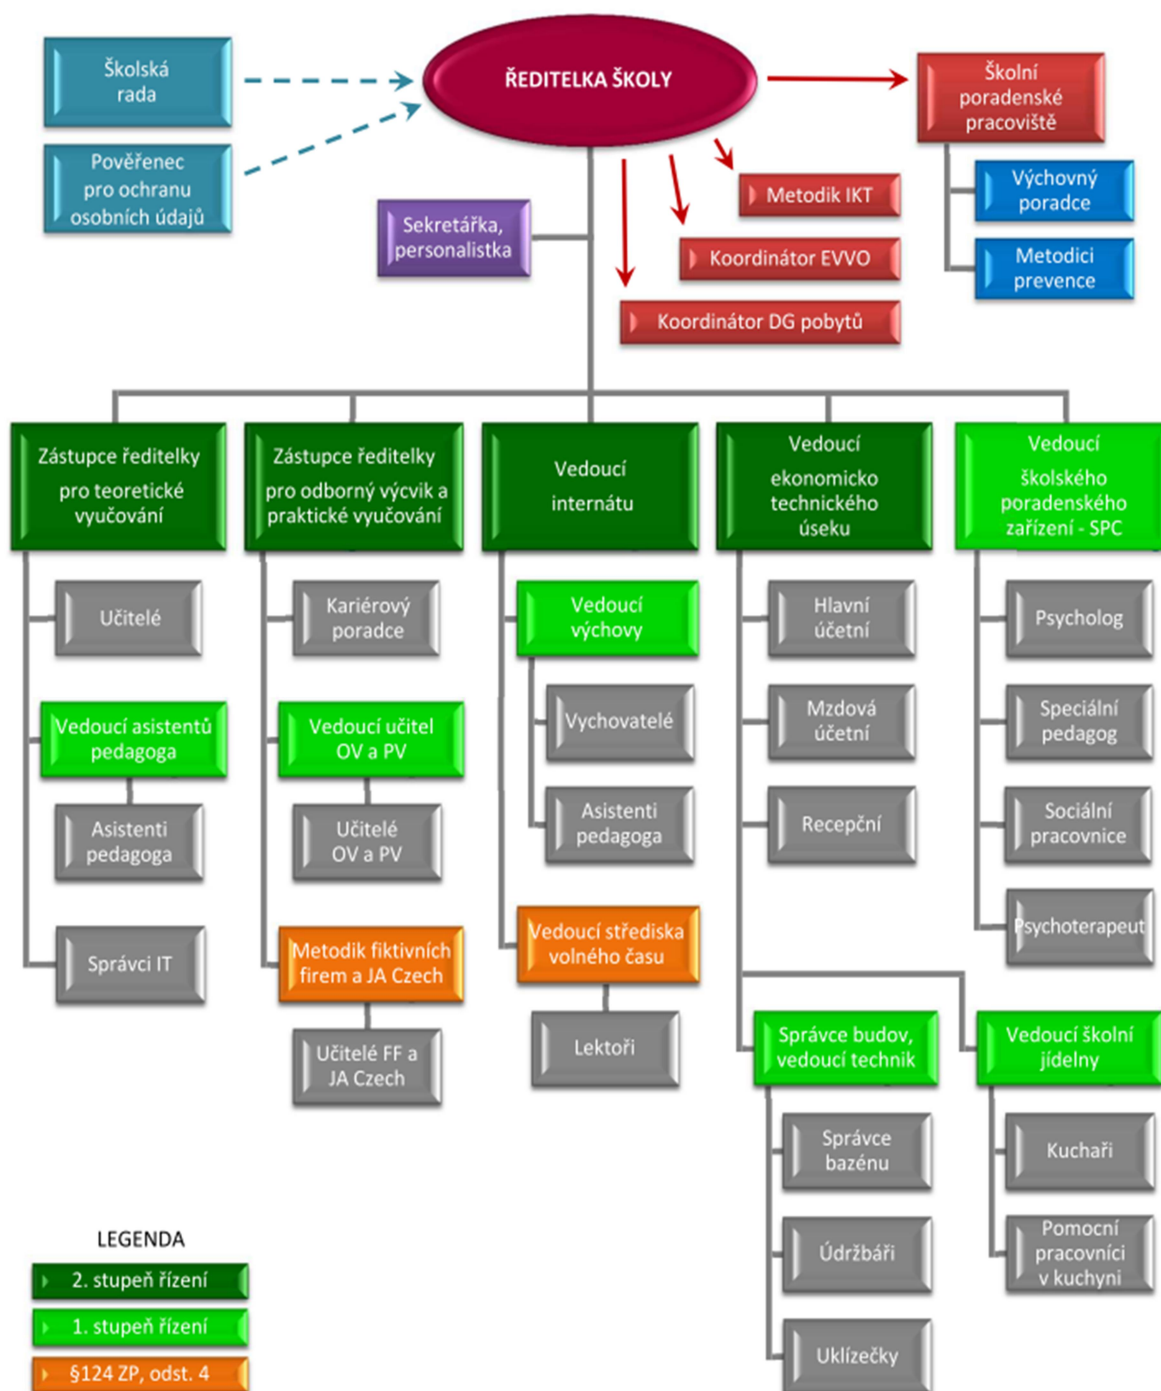 Školská
rada
ŘEDITELKA ŠKOLY
Školní
poradenské
pracoviště
Pověřenec
pro ochranu
osobních údajů
Výchovný
poradce
Metodik IKT
Sekretářka,
personalistka
Koordinátor EVVO
Metodici
prevence
Koordinátor DG pobytů
Zástupce ředitelky
pro teoretické
vyučování
Zástupce ředitelky
pro odborný výcvik a
praktické vyučování
Vedoucí
internátu
Vedoucí
ekonomicko
technického
úseku
Vedoucí
školského
poradenského
zařízení - SPC
Učitelé
Vedoucí asistentů
pedagoga
Asistenti
pedagoga
Správci IT
Kariérový
poradce
Vedoucí učitel
OV a PV
Učitelé
OV a PV
Metodik fiktivních
firem a JA Czech
Učitelé FF a
JA Czech
Vedoucí
výchovy
Vychovatelé
Asistenti
pedagoga
Vedoucí střediska
volného času
Lektoři
Hlavní
účetní
Mzdová
účetní
Recepční
Psycholog
Speciální
pedagog
Sociální
pracovnice
Psychoterapeut
Správce budov,
vedoucí technik
Správce
bazénu
Údržbáři
Uklízečky
Vedoucí školní
jídelny
Kuchaři
Pomocní
pracovníci
v kuchyni
LEGENDA
2. stupeň řízení
1. stupeň řízení
§124 ZP, odst. 4